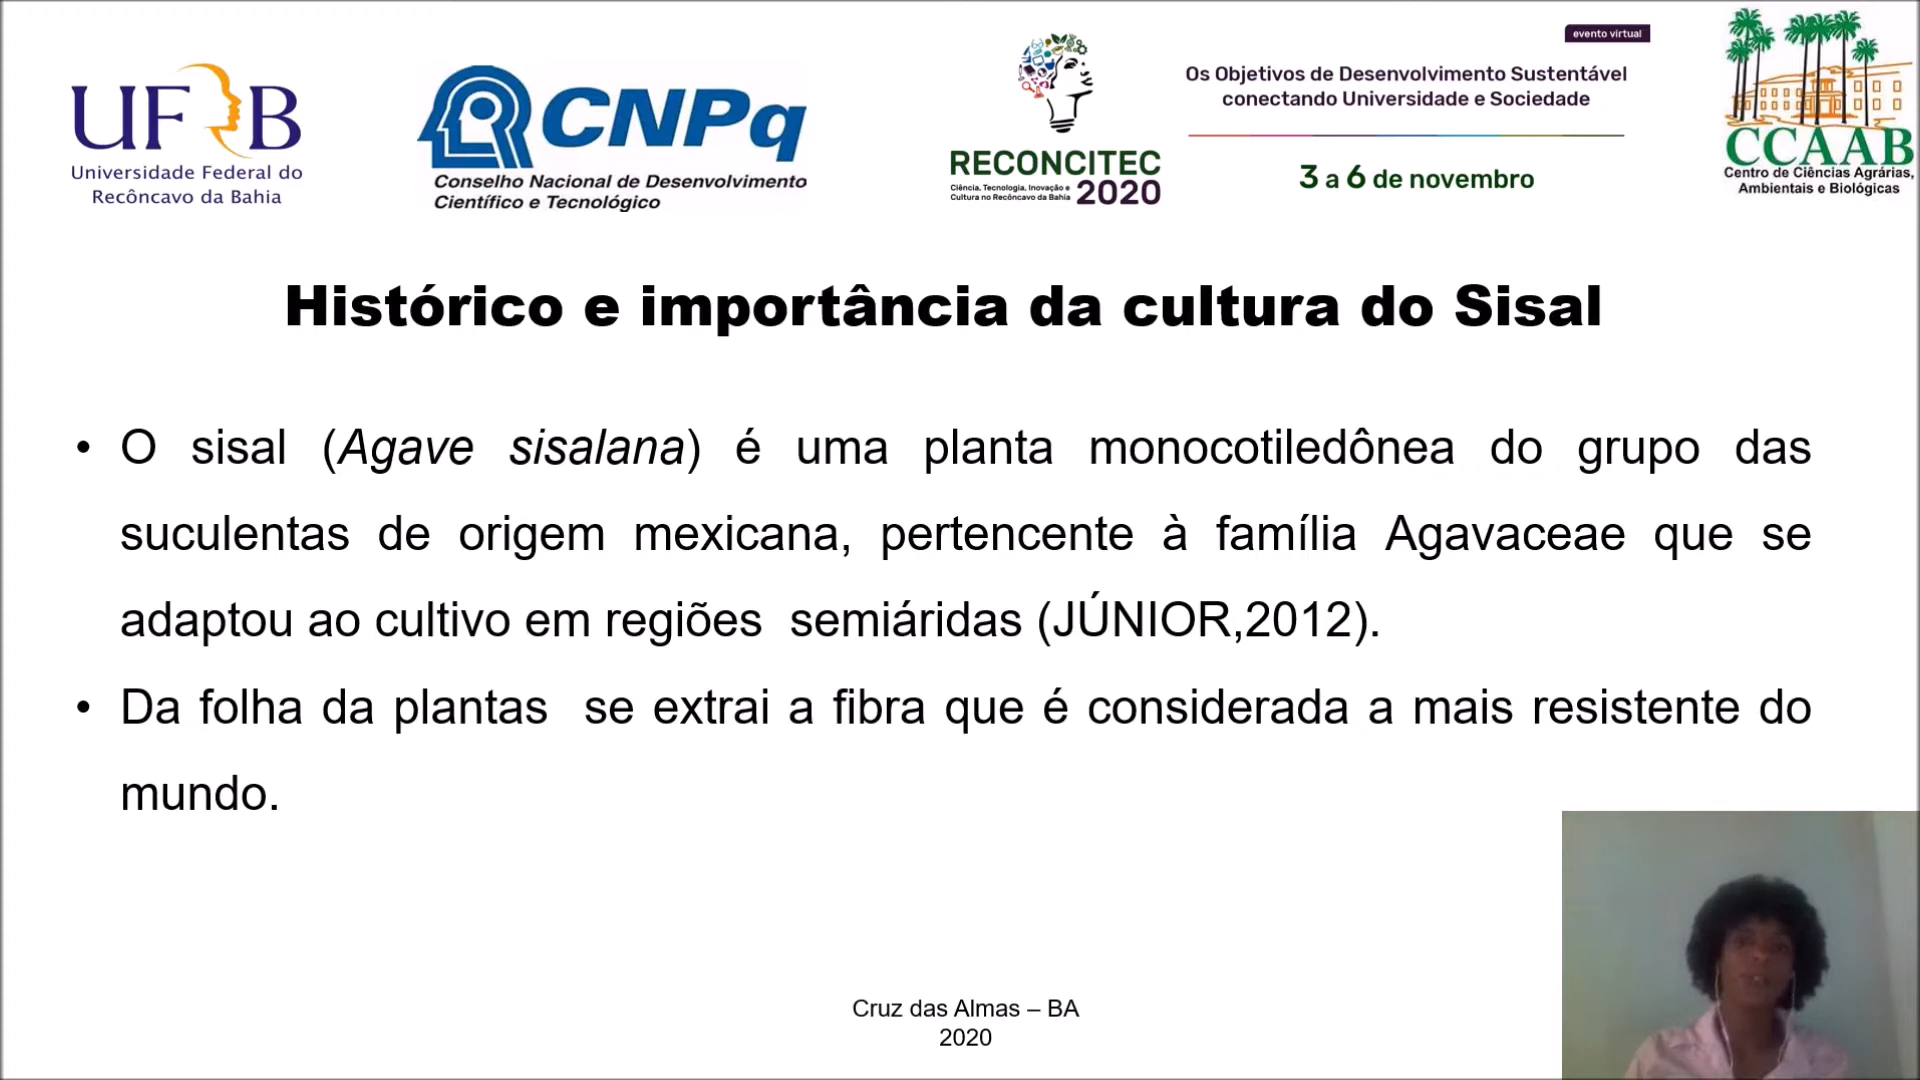 UFRB
Universidade Federal do
Recôncavo da Bahia
CNPq
Conselho Nacional de Desenvolvimento
Científico e Tecnológico
RECONCITEC
Ciência, Tecnologia, Inovação e
Cultura no Recôncavo da Bahia
2020
evento virtual
Os Objetivos de Desenvolvimento Sustentável
conectando Universidade e Sociedade
3 a 6 de novembro
CCAAB
Centro de Ciências Agrárias,
Ambientais e Biológicas
Histórico e importância da cultura do Sisal
• O sisal (Agave sisalana) é uma planta monocotiledônea do grupo das
suculentas de origem mexicana, pertencente à família Agavaceae que se
adaptou ao cultivo em regiões semiáridas (JÚNIOR,2012).
• Da folha da plantas se extrai a fibra que é considerada a mais resistente do
mundo.
Cruz das Almas – BA
2020